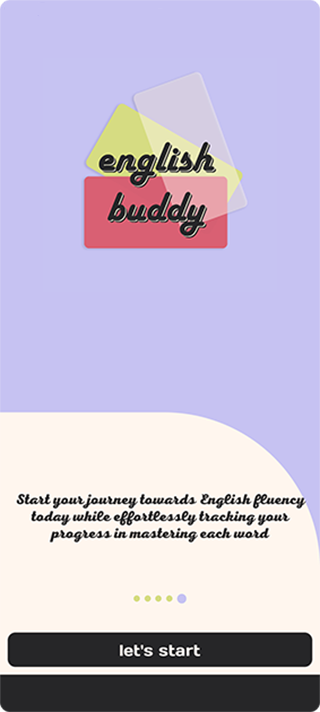 english
buddy
Start your journey towards English fluency
today while effortlessly tracking your
progress in mastering each word
let's start